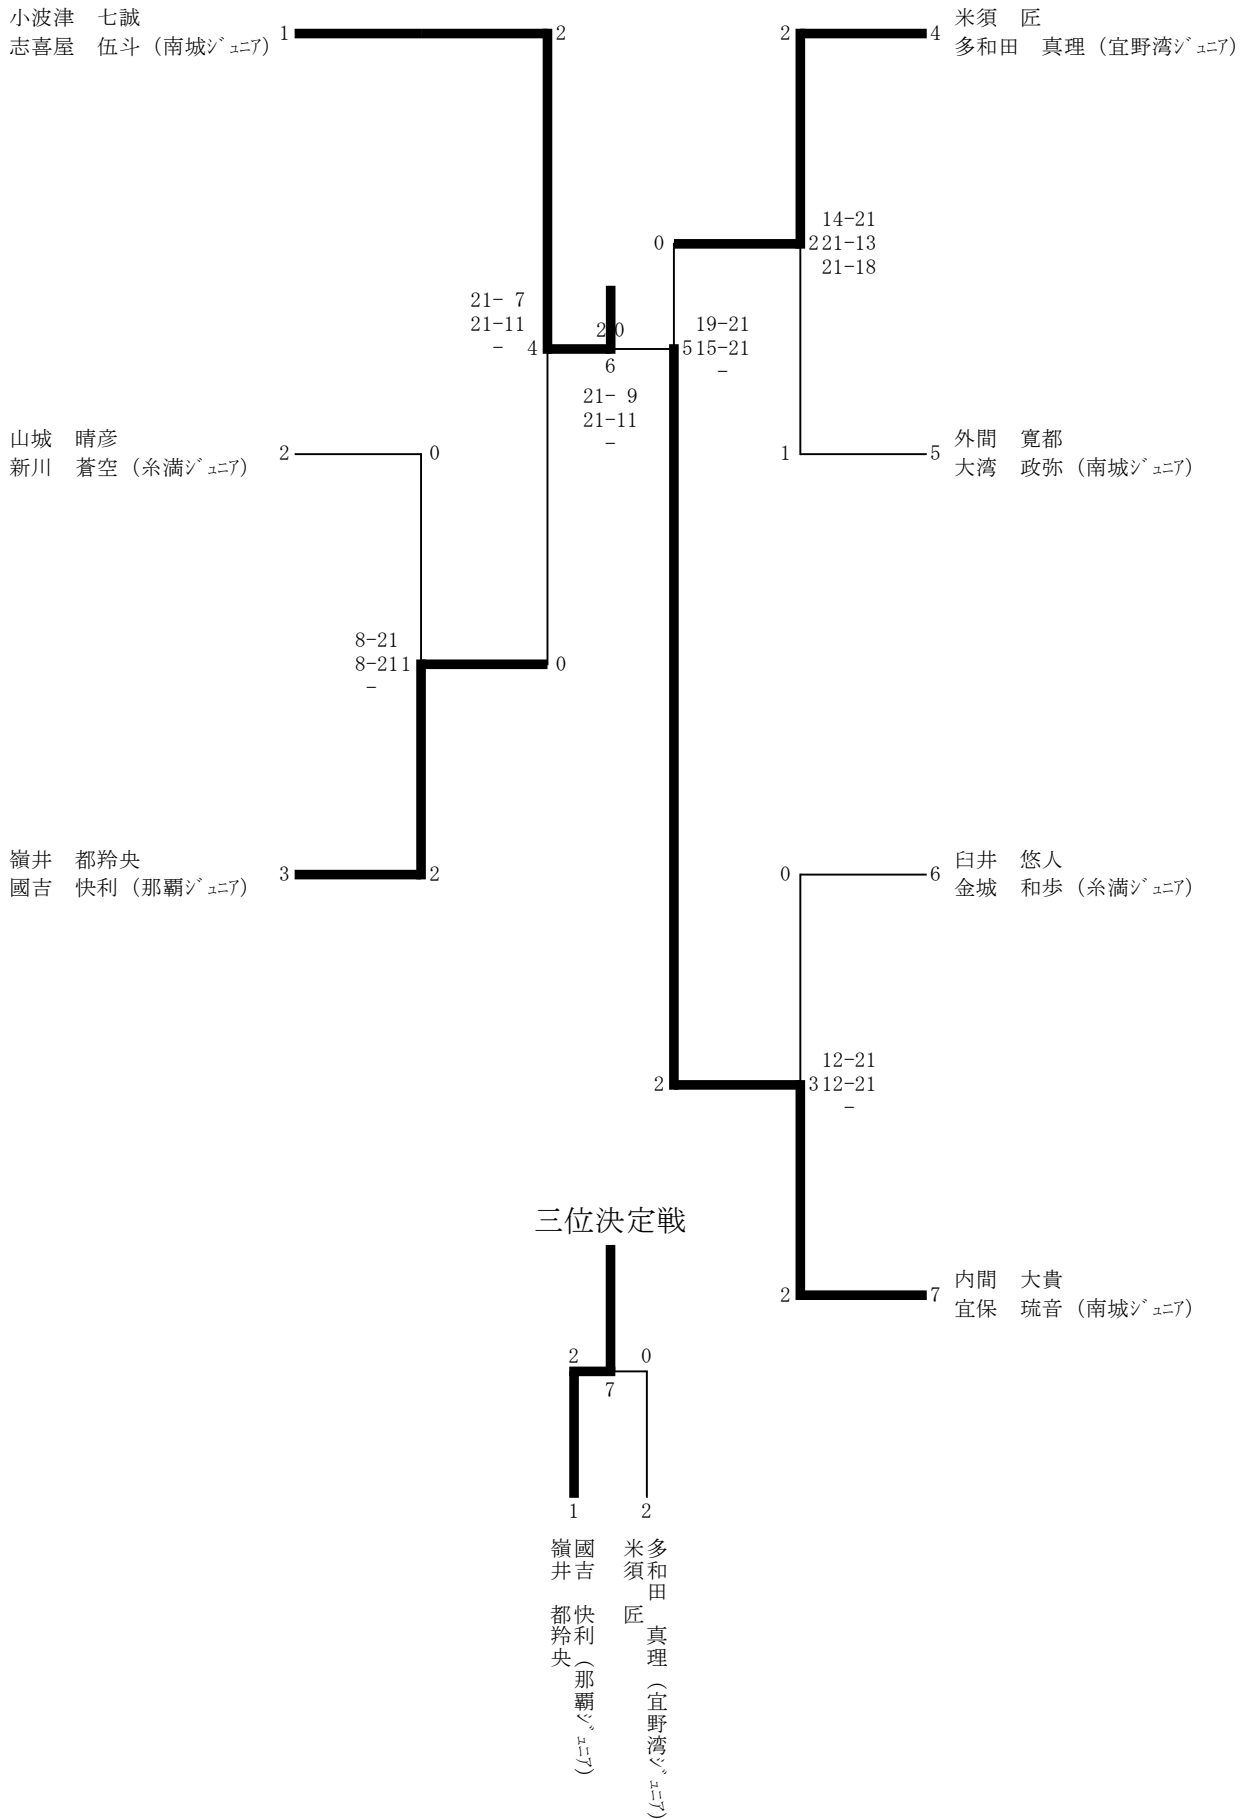 小波津　七誠
志喜屋　伍斗（南城ｼﾞｭﾆｱ）
1
2
山城　晴彦
新川　蒼空（糸満ｼﾞｭﾆｱ）
2
0
嶺井　都羚央
國吉　快利（那覇ｼﾞｭﾆｱ）
3
2
8-21
8-21
-
1
0
21- 7
21-11
-
4
2
0
6
21- 9
21-11
-
米須　匠
多和田　真理（宜野湾ｼﾞｭﾆｱ）
4
2
外間　寛都
大湾　政弥（南城ｼﾞｭﾆｱ）
5
1
14-21
21-13
21-18
2
0
19-21
15-21
-
5
臼井　悠人
金城　和歩（糸満ｼﾞｭﾆｱ）
6
0
内間　大貴
宜保　琉音（南城ｼﾞｭﾆｱ）
7
2
12-21
12-21
-
3
2
三位決定戦
2
0
7
1
2
嶺井　都羚央
國吉　快利（那覇ｼﾞｭﾆｱ）
米須　匠
多和田　真理（宜野湾ｼﾞｭﾆｱ）